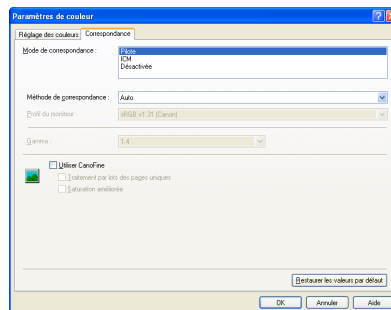 Paramètres de couleur
Réglage des couleurs Correspondance
Mode de correspondance :
Pilote
ICM
Désactivée
Méthode de correspondance : Auto
Profil du moniteur : sRGB v1.31 (Canon)
Gamma : 1.4
Utiliser CanoFine
Traitement par lots des pages uniques
Saturation améliorée
Restaurer les valeurs par défaut
OK Annuler Aide